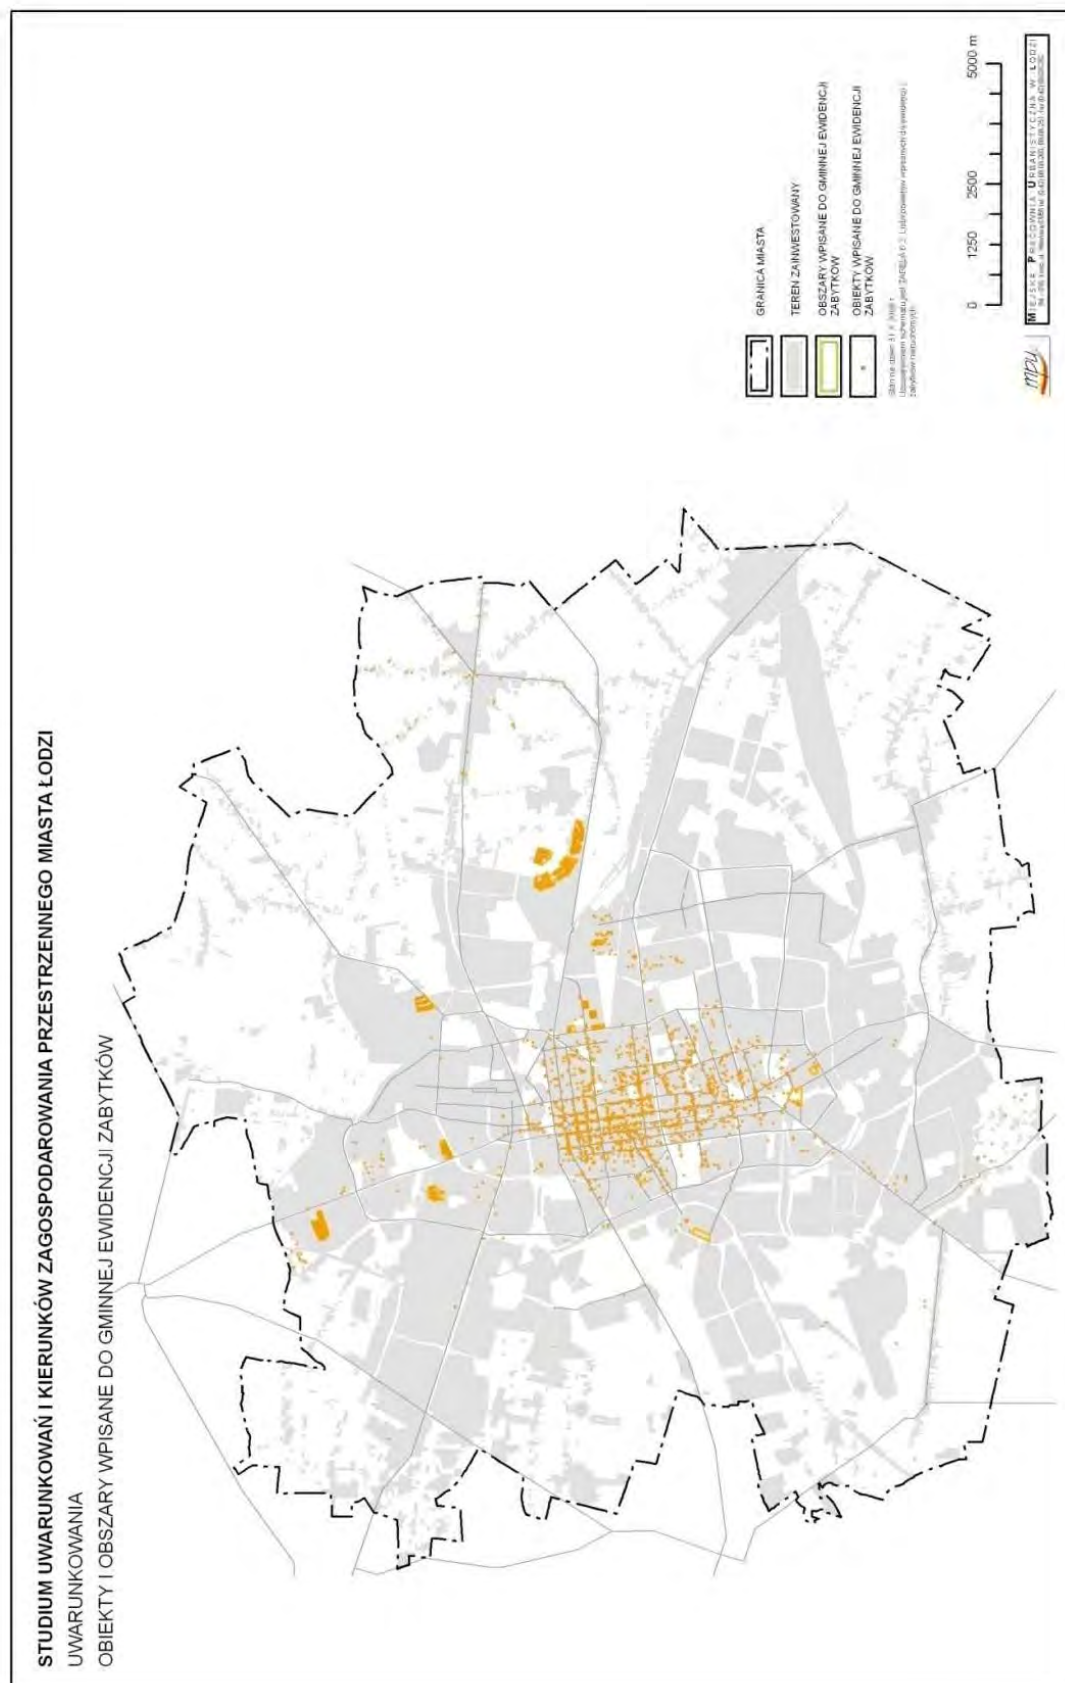 STUDIUM UWARUNKOWAŃ I KIERUNKÓW ZAGOSPODAROWANIA PRZESTRZENNEGO MIASTA ŁODZI
UWARUNKOWANIA
OBIEKTY I OBSZARY WPISANE DO GMINNEJ EWIDENCJI ZABYTKÓW
GRANICA MIASTA
TEREN ZAINWESTOWANY
OBSZARY WPISANE DO GMINNEJ EWIDENCJI
ZABYTKÓW
OBIEKTY WPISANE DO GMINNEJ EWIDENCJI
ZABYTKÓW
0 1250 2500 5000 m
mpu
MIEJSKA PRACOWNIA URBANISTYCZNA W ŁODZI